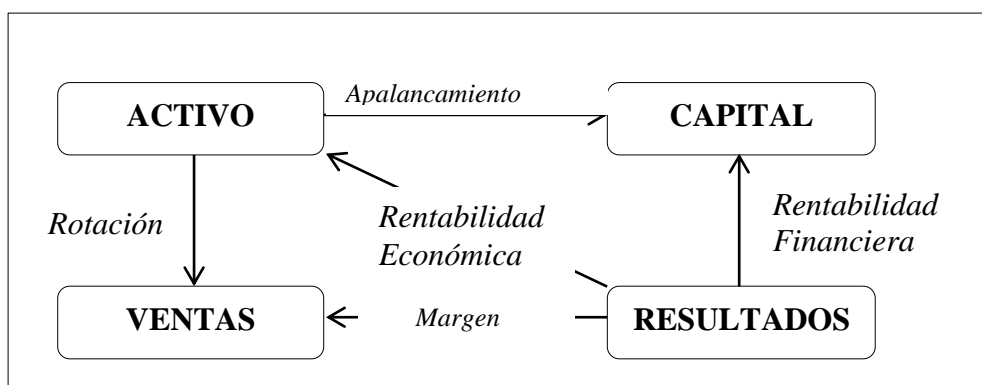 Apalancamiento
ACTIVO
CAPITAL
Rotación
Rentabilidad
Económica
Rentabilidad
Financiera
VENTAS
Margen
RESULTADOS